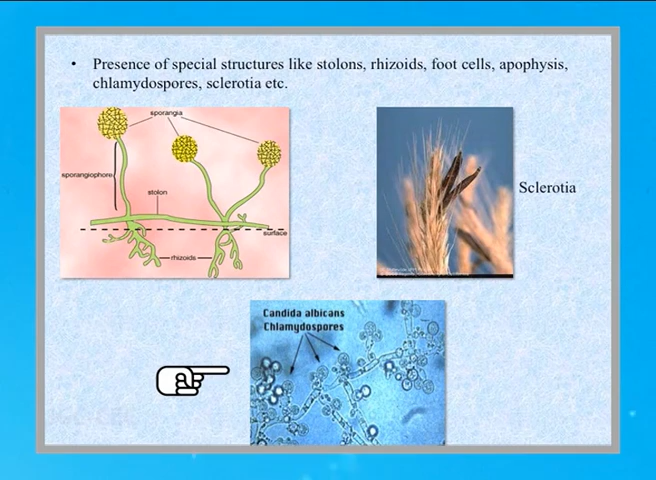 • Presence of special structures like stolons, rhizoids, foot cells, apophysis,
chlamydospores, sclerotia etc.
sporangia
sporangiophore
stolon
surface
rhizoids
Sclerotia
Candida albicans
Chlamydospores